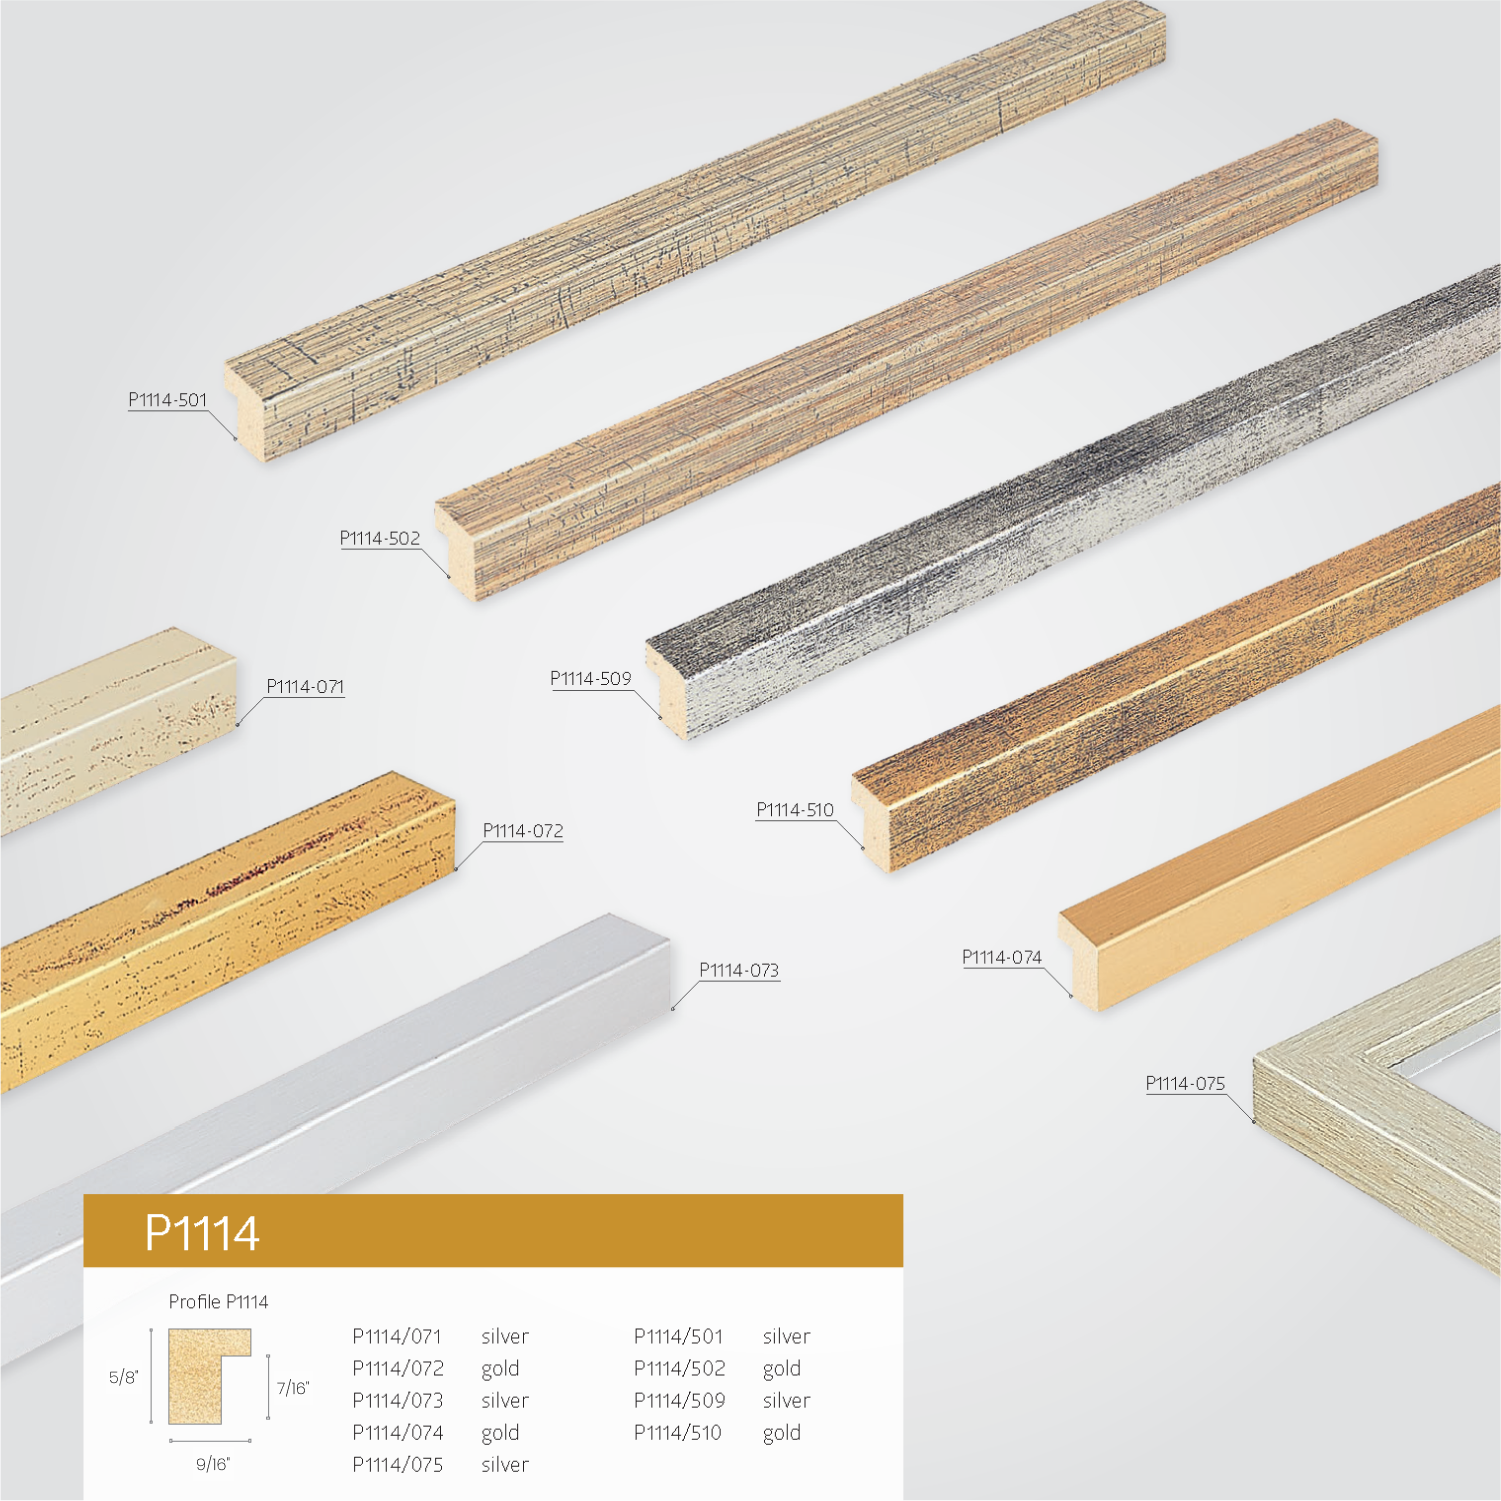 P1114-501
P1114-502
P1114-509
P1114-071
P1114-510
P1114-072
P1114-074
P1114-073
P1114-075
P1114
Profile P1114
5/8"
7/16"
9/16"
P1114/071 silver
P1114/072 gold
P1114/073 silver
P1114/074 gold
P1114/075 silver
P1114/501 silver
P1114/502 gold
P1114/509 silver
P1114/510 gold